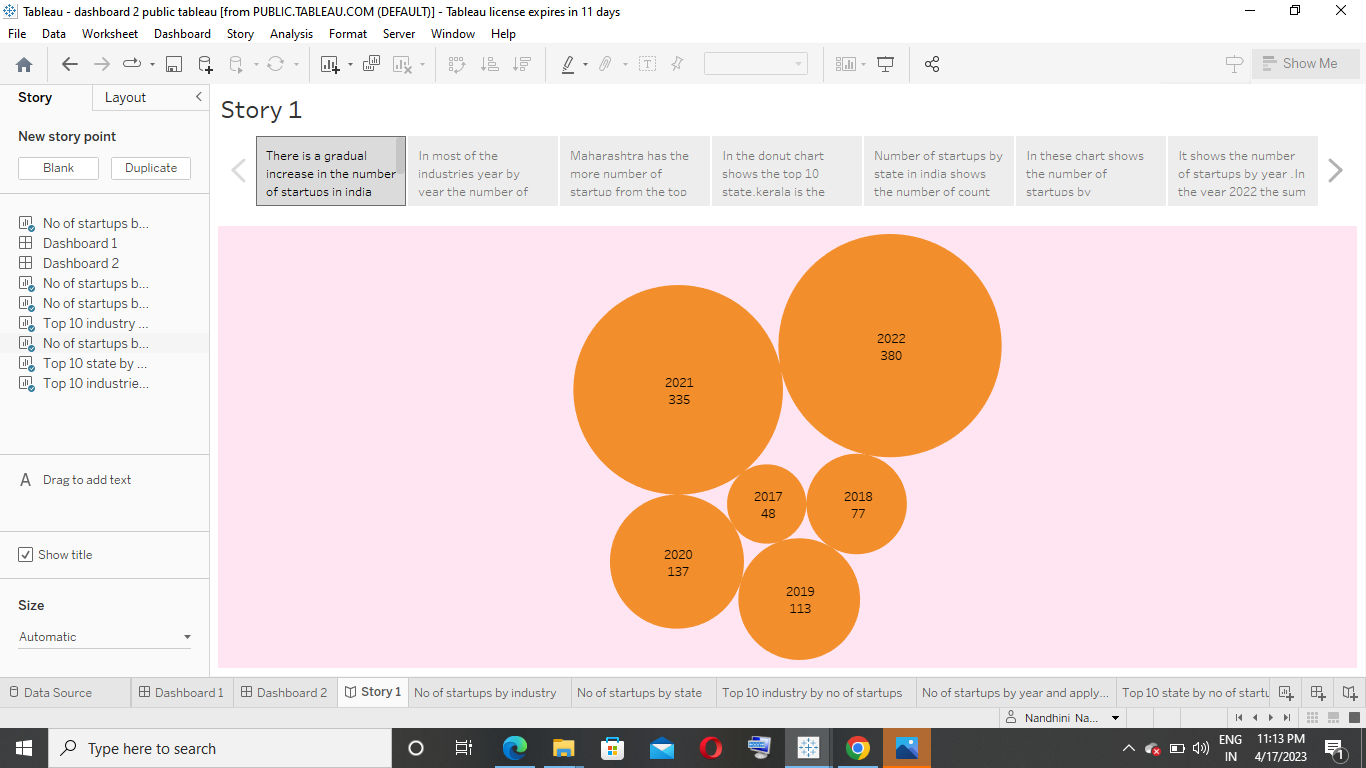 Tableau - dashboard 2 public tableau [from PUBLIC.TABLEAU.COM (DEFAULT)] - Tableau license expires in 11 days
File Data Worksheet Dashboard Story Analysis Format Server Window Help
Show Me
Story Layout
New story point
Blank Duplicate
No of startups b...
Dashboard 1
Dashboard 2
No of startups b...
No of startups b...
Top 10 industry ...
No of startups b...
Top 10 state by ...
Top 10 industrie...
A Drag to add text
Show title
Size
Automatic
Story 1
There is a gradual
increase in the number
of startups in india
In most of the
industries year by
year the number of
Maharashtra has the
more number of
startup from the top
In the donut chart
shows the top 10
state.kerala is the
Number of startups by
state in india shows
the number of count
In these chart shows
the number of
startups by
It shows the number
of startups by year .In
the year 2022 the sum
2022
380
2021
335
2017
48
2018
77
2020
137
2019
113
Data Source Dashboard 1 Dashboard 2 Story 1 No of startups by industry No of startups by state Top 10 industry by no of startups No of startups by year and apply... Top 10 state by no of startu
Nandhini Na...
Type here to search
ENG
IN
11:13 PM
4/17/2023
1